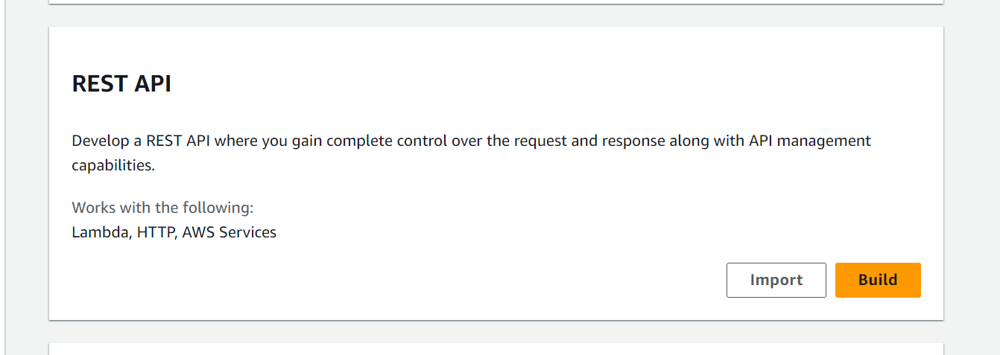 REST API
Develop a REST API where you gain complete control over the request and response along with API management
capabilities.
Works with the following:
Lambda, HTTP, AWS Services
Import
Build